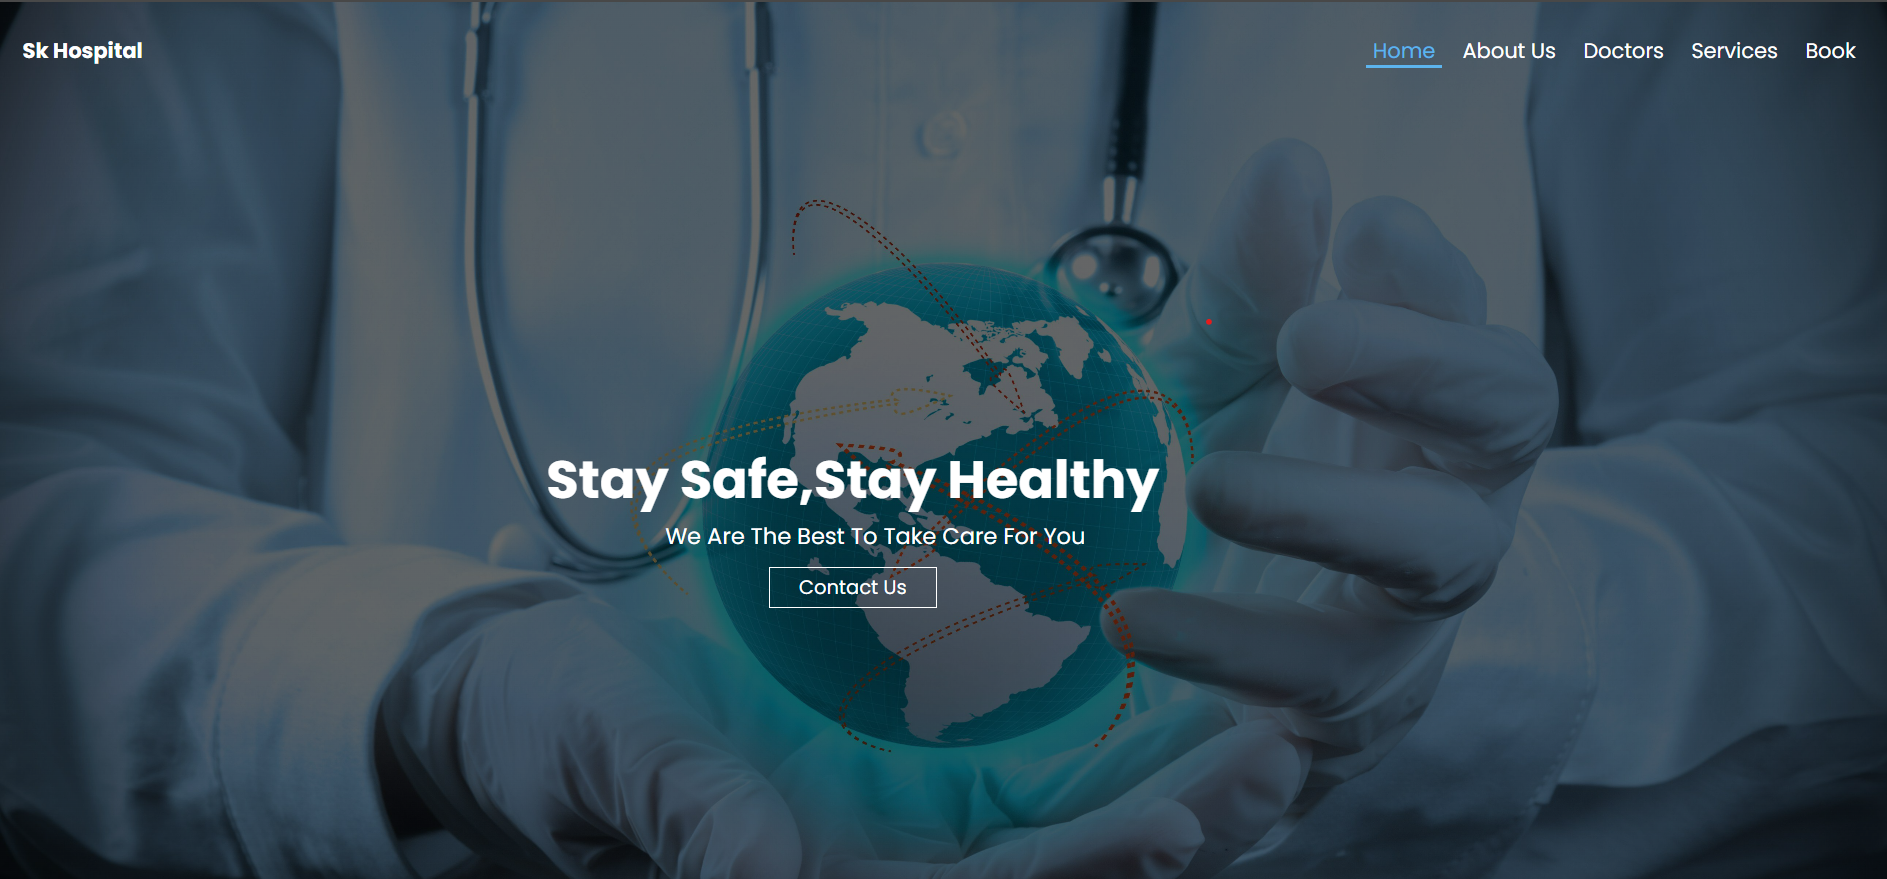 Sk Hospital
Home About Us Doctors Services Book
Stay Safe,Stay Healthy
We Are The Best To Take Care For You
Contact Us